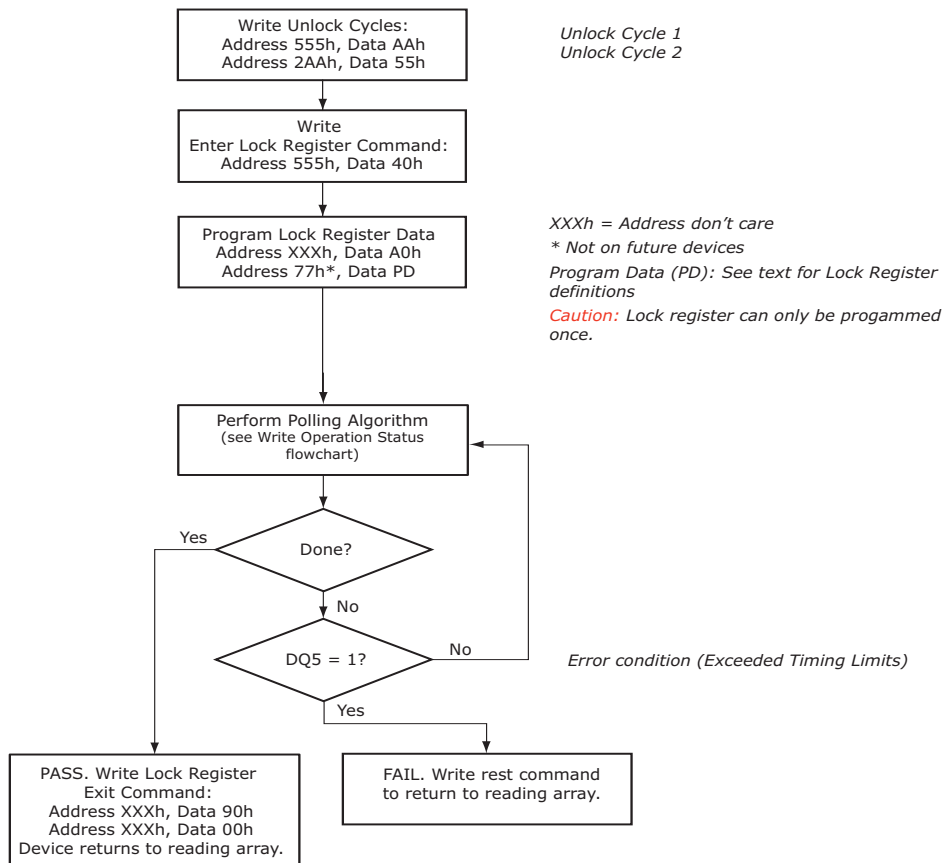 Write Unlock Cycles:
Address 555h, Data AAh
Address 2AAh, Data 55h
Unlock Cycle 1
Unlock Cycle 2
Write
Enter Lock Register Command:
Address 555h, Data 40h
Program Lock Register Data
Address XXXh, Data A0h
Address 77h*, Data PD
XXXh = Address don't care
* Not on future devices
Program Data (PD): See text for Lock Register
definitions
Caution: Lock register can only be progammed
once.
Perform Polling Algorithm
(see Write Operation Status
flowchart)
Yes
Done?
No
DQ5 = 1?
No
Error condition (Exceeded Timing Limits)
Yes
PASS. Write Lock Register
Exit Command:
Address XXXh, Data 90h
Address XXXh, Data 00h
Device returns to reading array.
FAIL. Write rest command
to return to reading array.